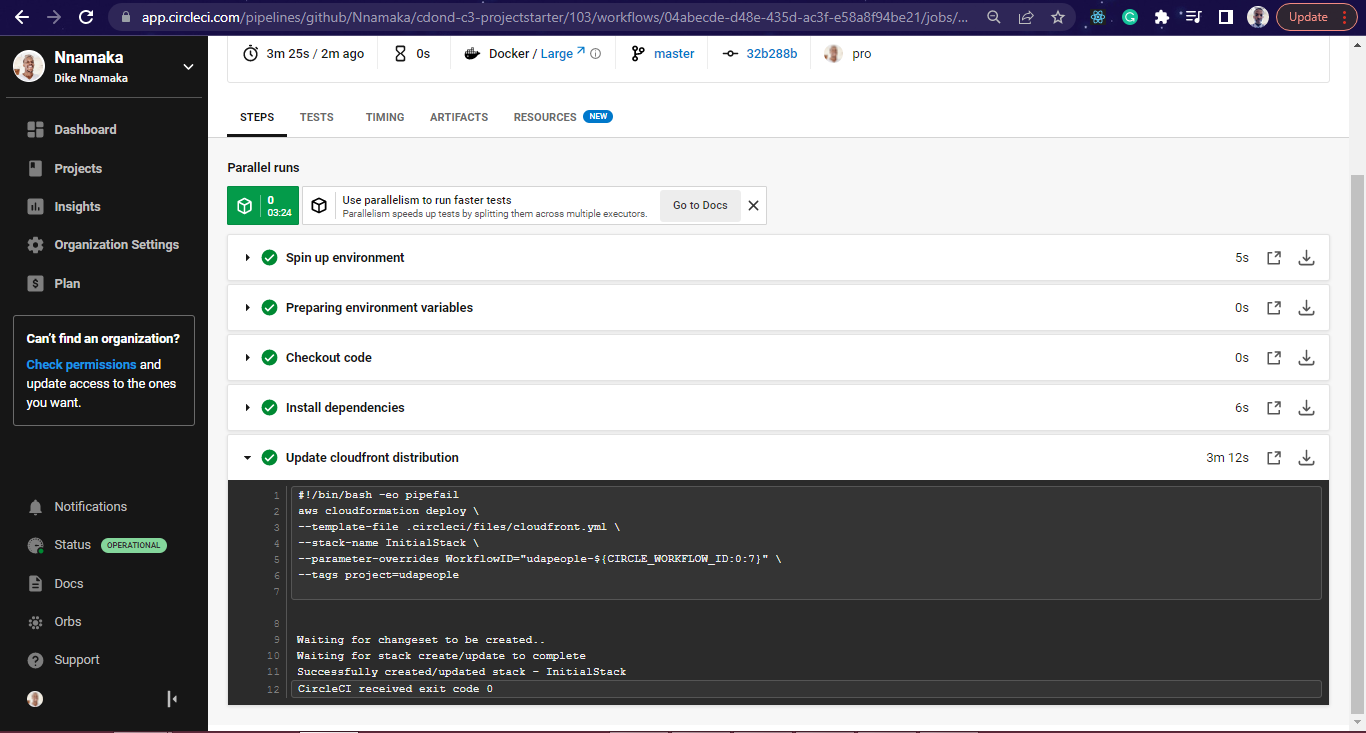 app.circleci.com/pipelines/github/Nnamaka/cdond-c3-projectstarter/103/workflows/04abecde-d48e-435d-ac3f-e58a8f94be21/jobs/...
Update
Nnamaka
Dike Nnamaka
Dashboard
Projects
Insights
Organization Settings
Plan
Can't find an organization?
Check permissions and
update access to the ones
you want.
Notifications
Status OPERATIONAL
Docs
Orbs
Support
3m 25s / 2m ago
0s
Docker / Large
master
32b288b
pro
STEPS
TESTS
TIMING
ARTIFACTS
RESOURCES NEW
Parallel runs
0
03:24
Use parallelism to run faster tests
Parallelism speeds up tests by splitting them across multiple executors.
Go to Docs
Spin up environment 5s
Preparing environment variables 0s
Checkout code 0s
Install dependencies 6s
Update cloudfront distribution 3m 12s
1 #!/bin/bash -eo pipefail
2 aws cloudformation deploy \
3 --template-file .circleci/files/cloudfront.yml \
4 --stack-name InitialStack \
5 --parameter-overrides WorkflowID="udapeople-${CIRCLE_WORKFLOW_ID:0:7}" \
6 --tags project=udapeople
7
8
9 Waiting for changeset to be created..
10 Waiting for stack create/update to complete
11 Successfully created/updated stack - InitialStack
12 CircleCI received exit code 0